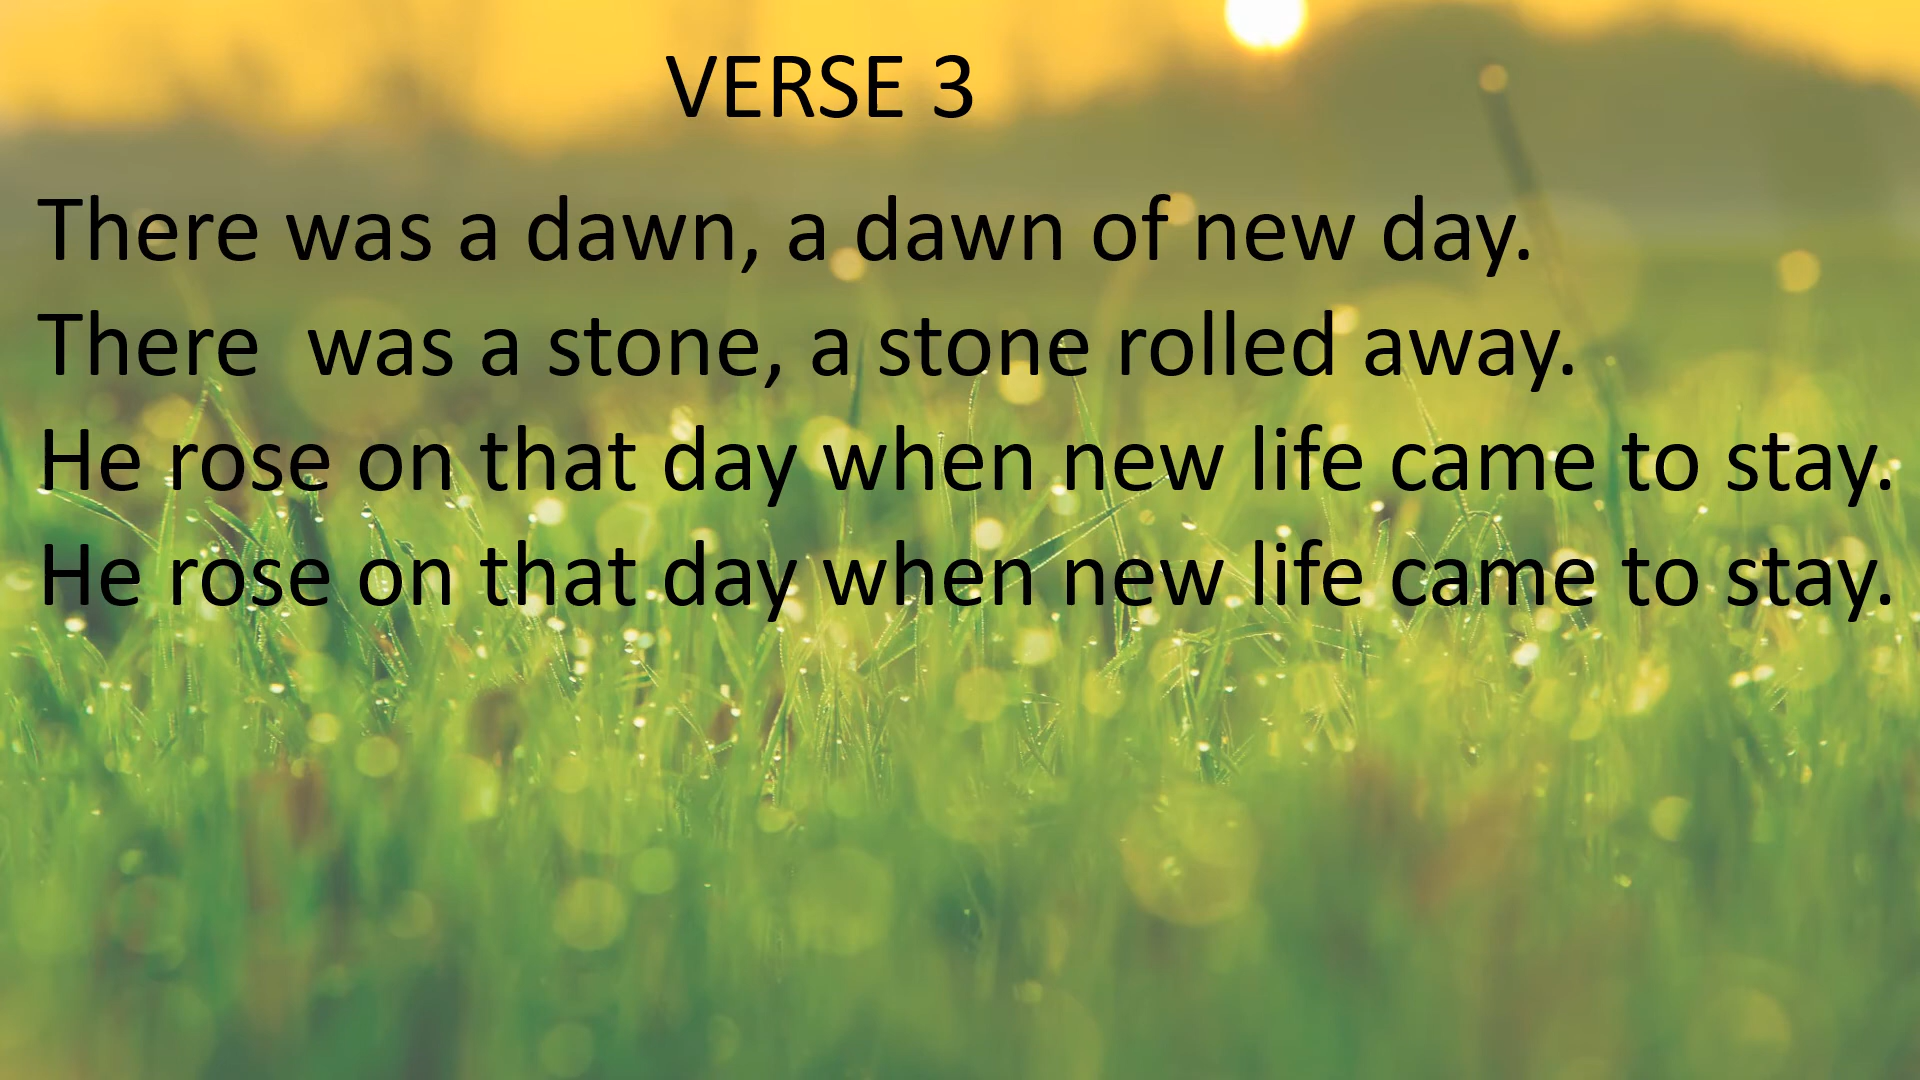 VERSE 3
There was a dawn, a dawn of new day.
There  was a stone, a stone rolled away.
He rose on that day when new life came to stay.
He rose on that day when new life came to stay.